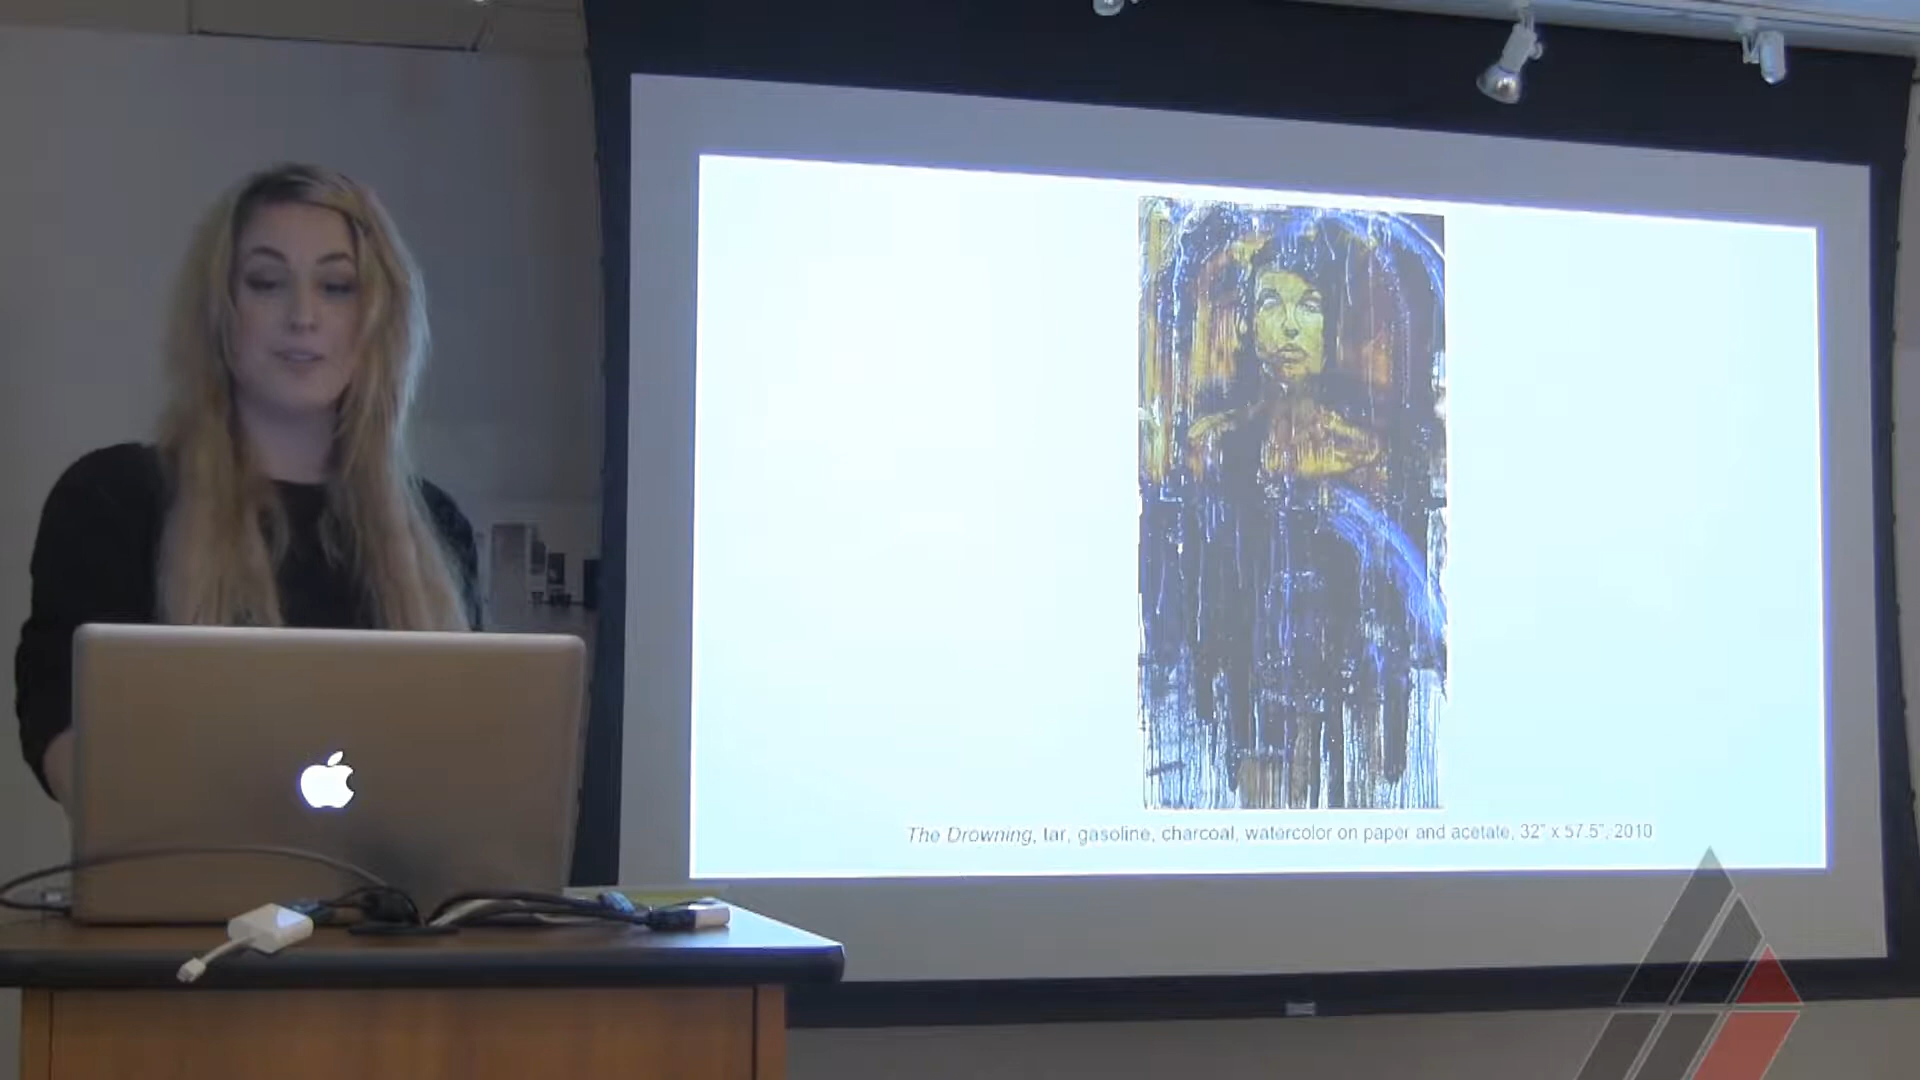 The Drowning, tar, gasoline, charcoal, watercolor on paper and acetate, 32" x 57.5", 2010